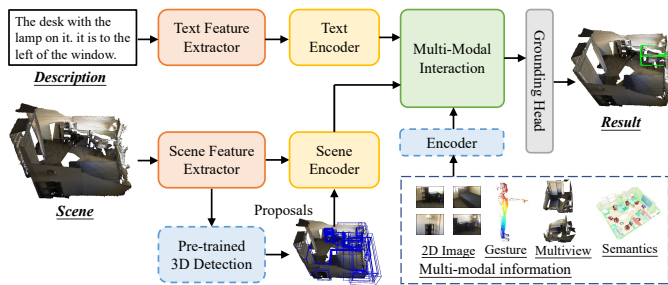 The desk with the
lamp on it. it is to the
left of the window.
Description
Text Feature
Extractor
Text
Encoder
Multi-Modal
Interaction
Grounding Head
Result
Scene
Scene Feature
Extractor
Scene
Encoder
Encoder
Proposals
Pre-trained
3D Detection
2D Image
Gesture
Multiview
Semantics
Multi-modal information